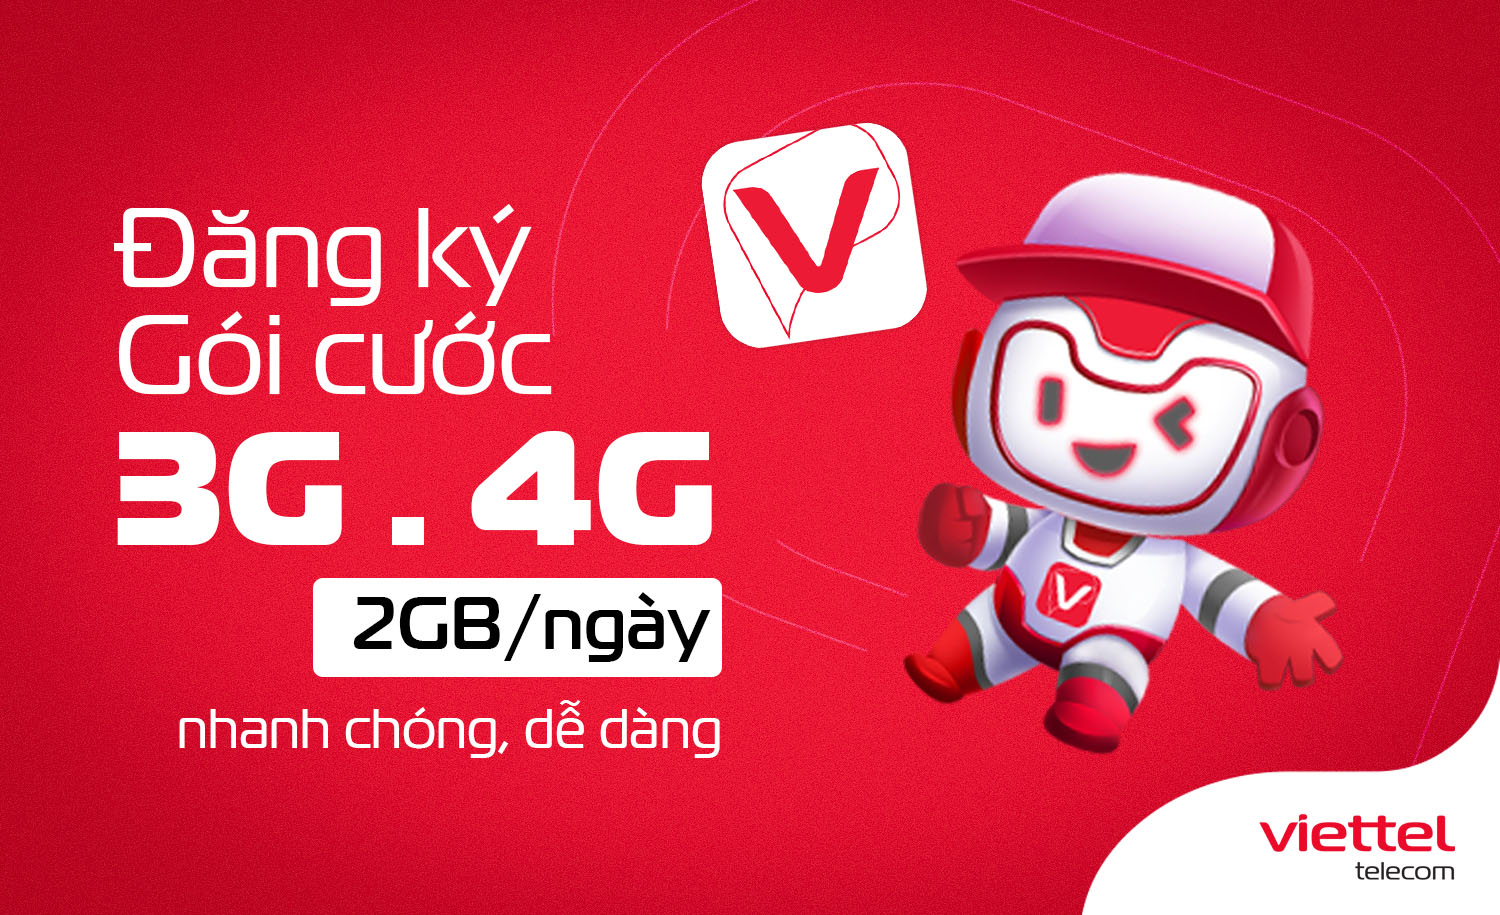 Đăng ký
Gói cước
3G . 4G
2GB/ngày
nhanh chóng, dễ dàng
V
V
viettel
telecom